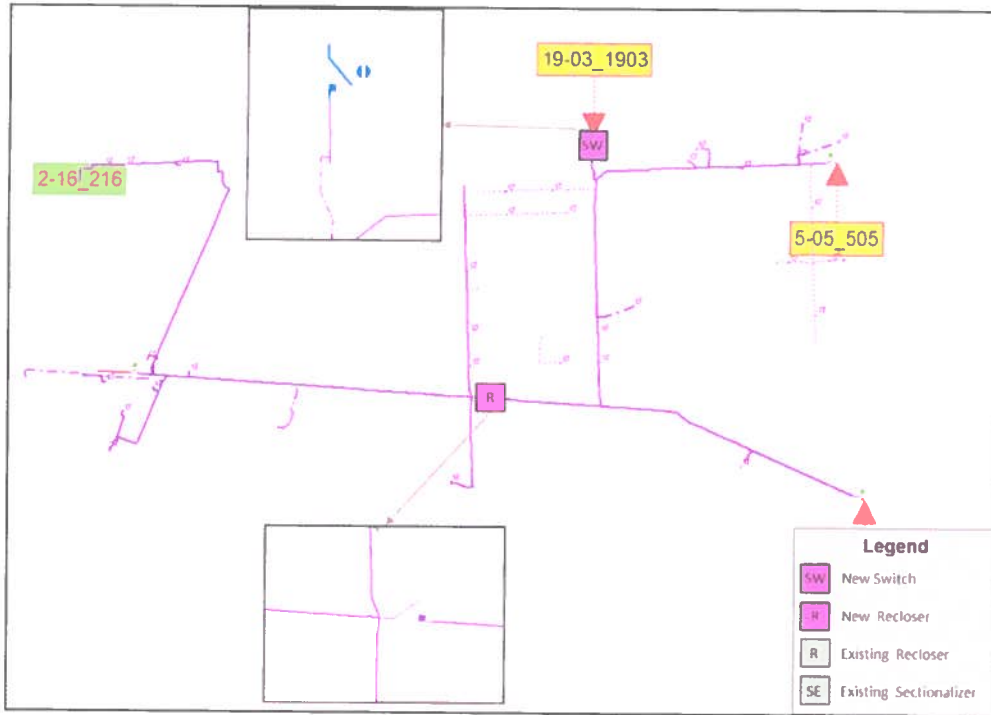 19-03_1903
SW
2-16_216
5-05_505
R
Legend
SW New Switch
R New Recloser
R Existing Recloser
SE Existing Sectionalizer